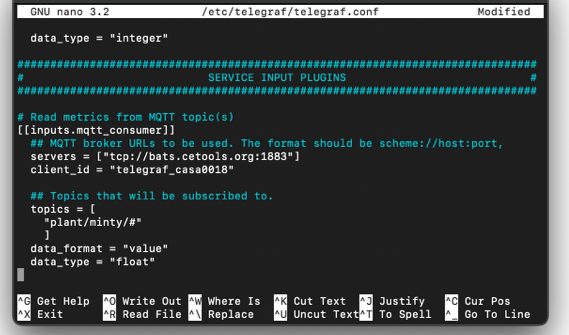 GNU nano 3.2 /etc/telegraf/telegraf.conf Modified
data_type = "integer"
###############################################################################
# SERVICE INPUT PLUGINS #
###############################################################################
# Read metrics from MQTT topic(s)
[[inputs.mqtt_consumer]]
## MQTT broker URLs to be used. The format should be scheme://host:port,
servers = ["tcp://bats.cetools.org:1883"]
client_id = "telegraf_casa0018"
## Topics that will be subscribed to.
topics = [
"plant/minty/#"
]
data_format = "value"
data_type = "float"
^G Get Help ^O Write Out ^W Where Is ^K Cut Text ^J Justify ^C Cur Pos
^X Exit ^R Read File ^\ Replace ^U Uncut Text ^T To Spell ^_ Go To Line